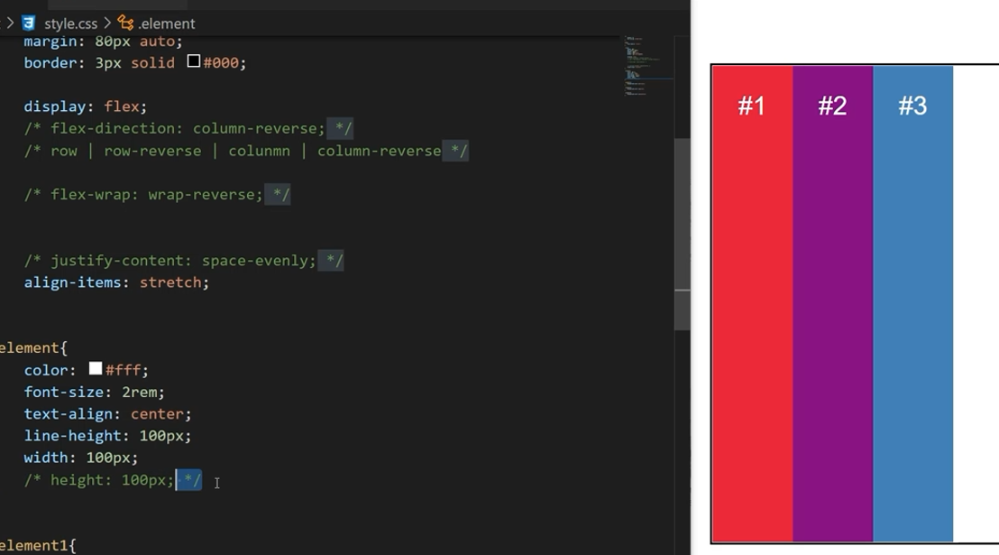 style.css > .element
margin: 80px auto;
border: 3px solid #000;
display: flex;
/* flex-direction: column-reverse; */
/* row | row-reverse | colunmn | column-reverse */
/* flex-wrap: wrap-reverse; */
/* justify-content: space-evenly; */
align-items: stretch;
element{
color: #fff;
font-size: 2rem;
text-align: center;
line-height: 100px;
width: 100px;
/* height: 100px; */
element1{
#1 #2 #3